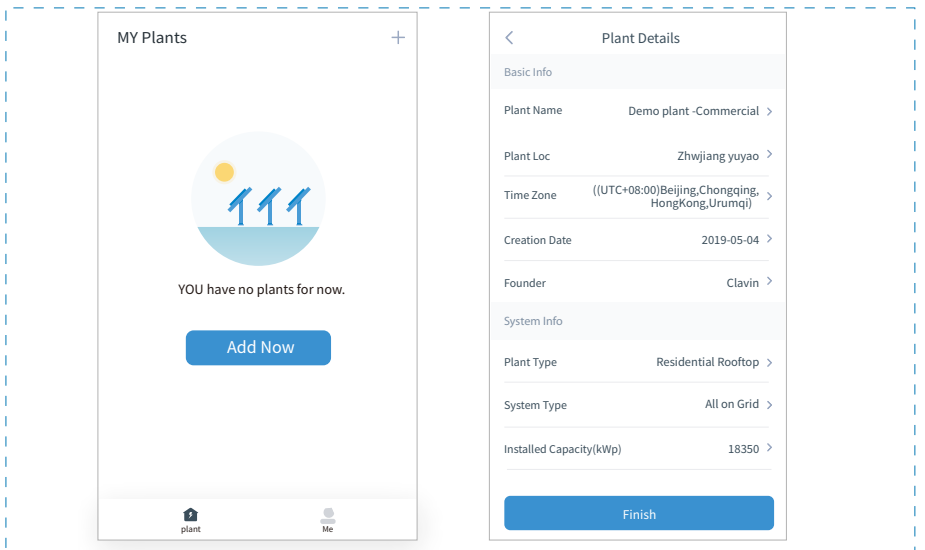 MY Plants
YOU have no plants for now.
Add Now
plant
Me
Plant Details
Basic Info
Plant Name Demo plant -Commercial
Plant Loc Zhwjiang yuyao
Time Zone ((UTC+08:00)Beijing,Chongqing,
HongKong,Urumqi)
Creation Date 2019-05-04
Founder Clavin
System Info
Plant Type Residential Rooftop
System Type All on Grid
Installed Capacity(kWp) 18350
Finish